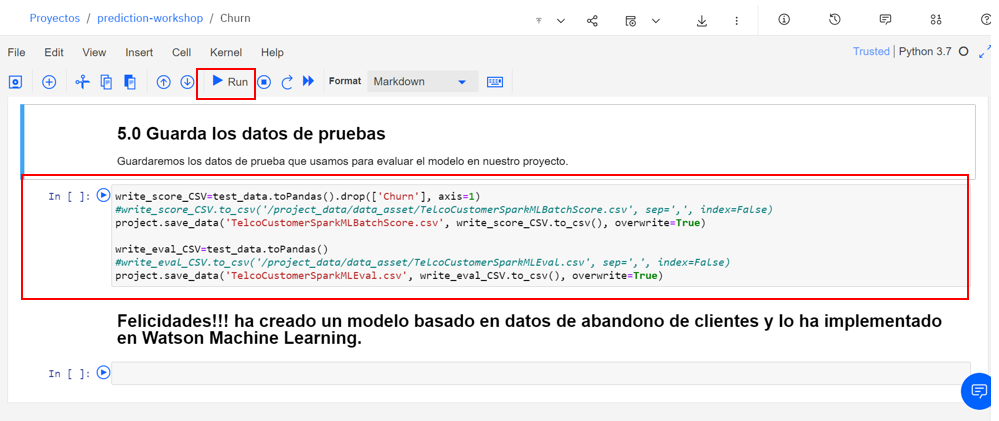 Proyectos / prediction-workshop / Churn
File Edit View Insert Cell Kernel Help
Trusted | Python 3.7
Run
Format
Markdown
5.0 Guarda los datos de pruebas
Guardaremos los datos de prueba que usamos para evaluar el modelo en nuestro proyecto.
In [ ]:
write_score_CSV=test_data.toPandas().drop(['Churn'], axis=1)
#write_score_CSV.to_csv('/project_data/data_asset/TelcoCustomerSparkMLBatchScore.csv', sep=',', index=False)
project.save_data('TelcoCustomerSparkMLBatchScore.csv', write_score_CSV.to_csv(), overwrite=True)
write_eval_CSV=test_data.toPandas()
#write_eval_CSV.to_csv('/project_data/data_asset/TelcoCustomerSparkMLEval.csv', sep=',', index=False)
project.save_data('TelcoCustomerSparkMLEval.csv', write_eval_CSV.to_csv(), overwrite=True)
Felicidades!!! ha creado un modelo basado en datos de abandono de clientes y lo ha implementado
en Watson Machine Learning.
In [ ]: